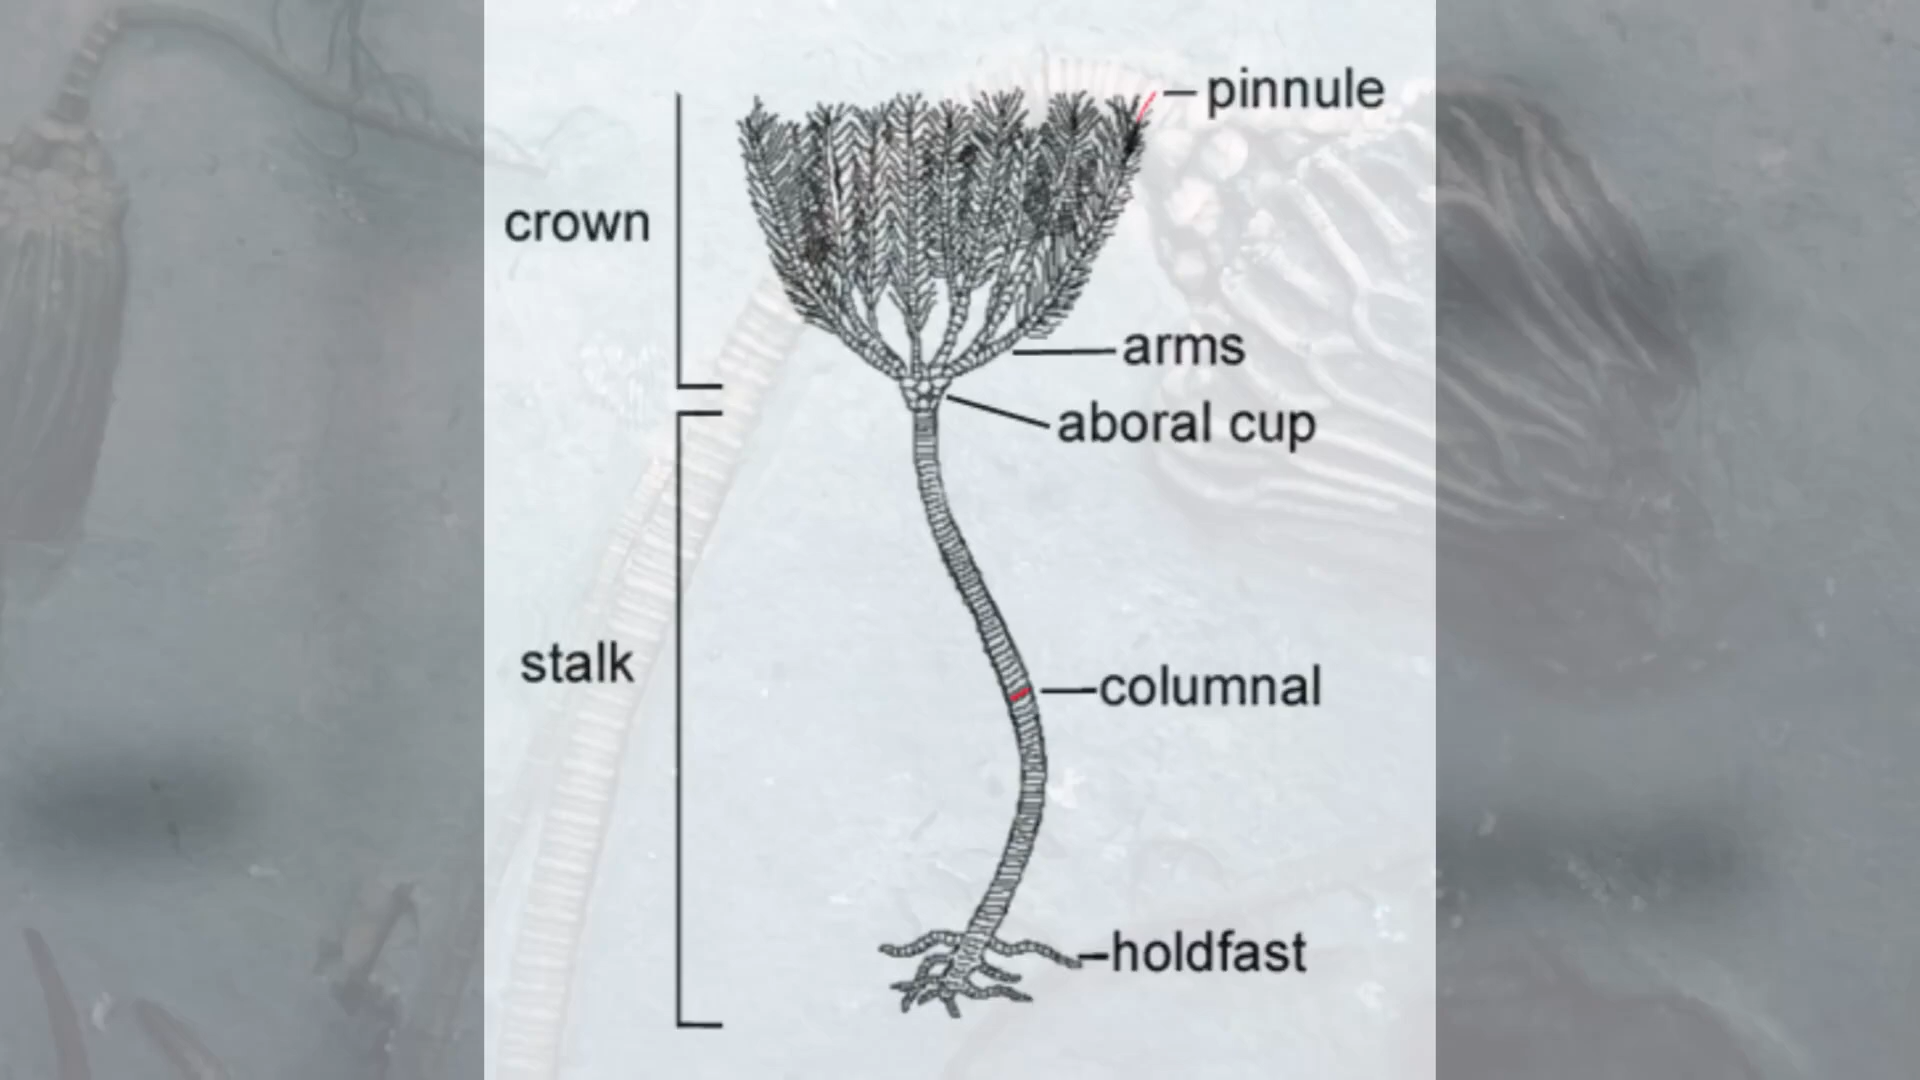 pinnule
crown
arms
aboral cup
stalk
columnal
holdfast